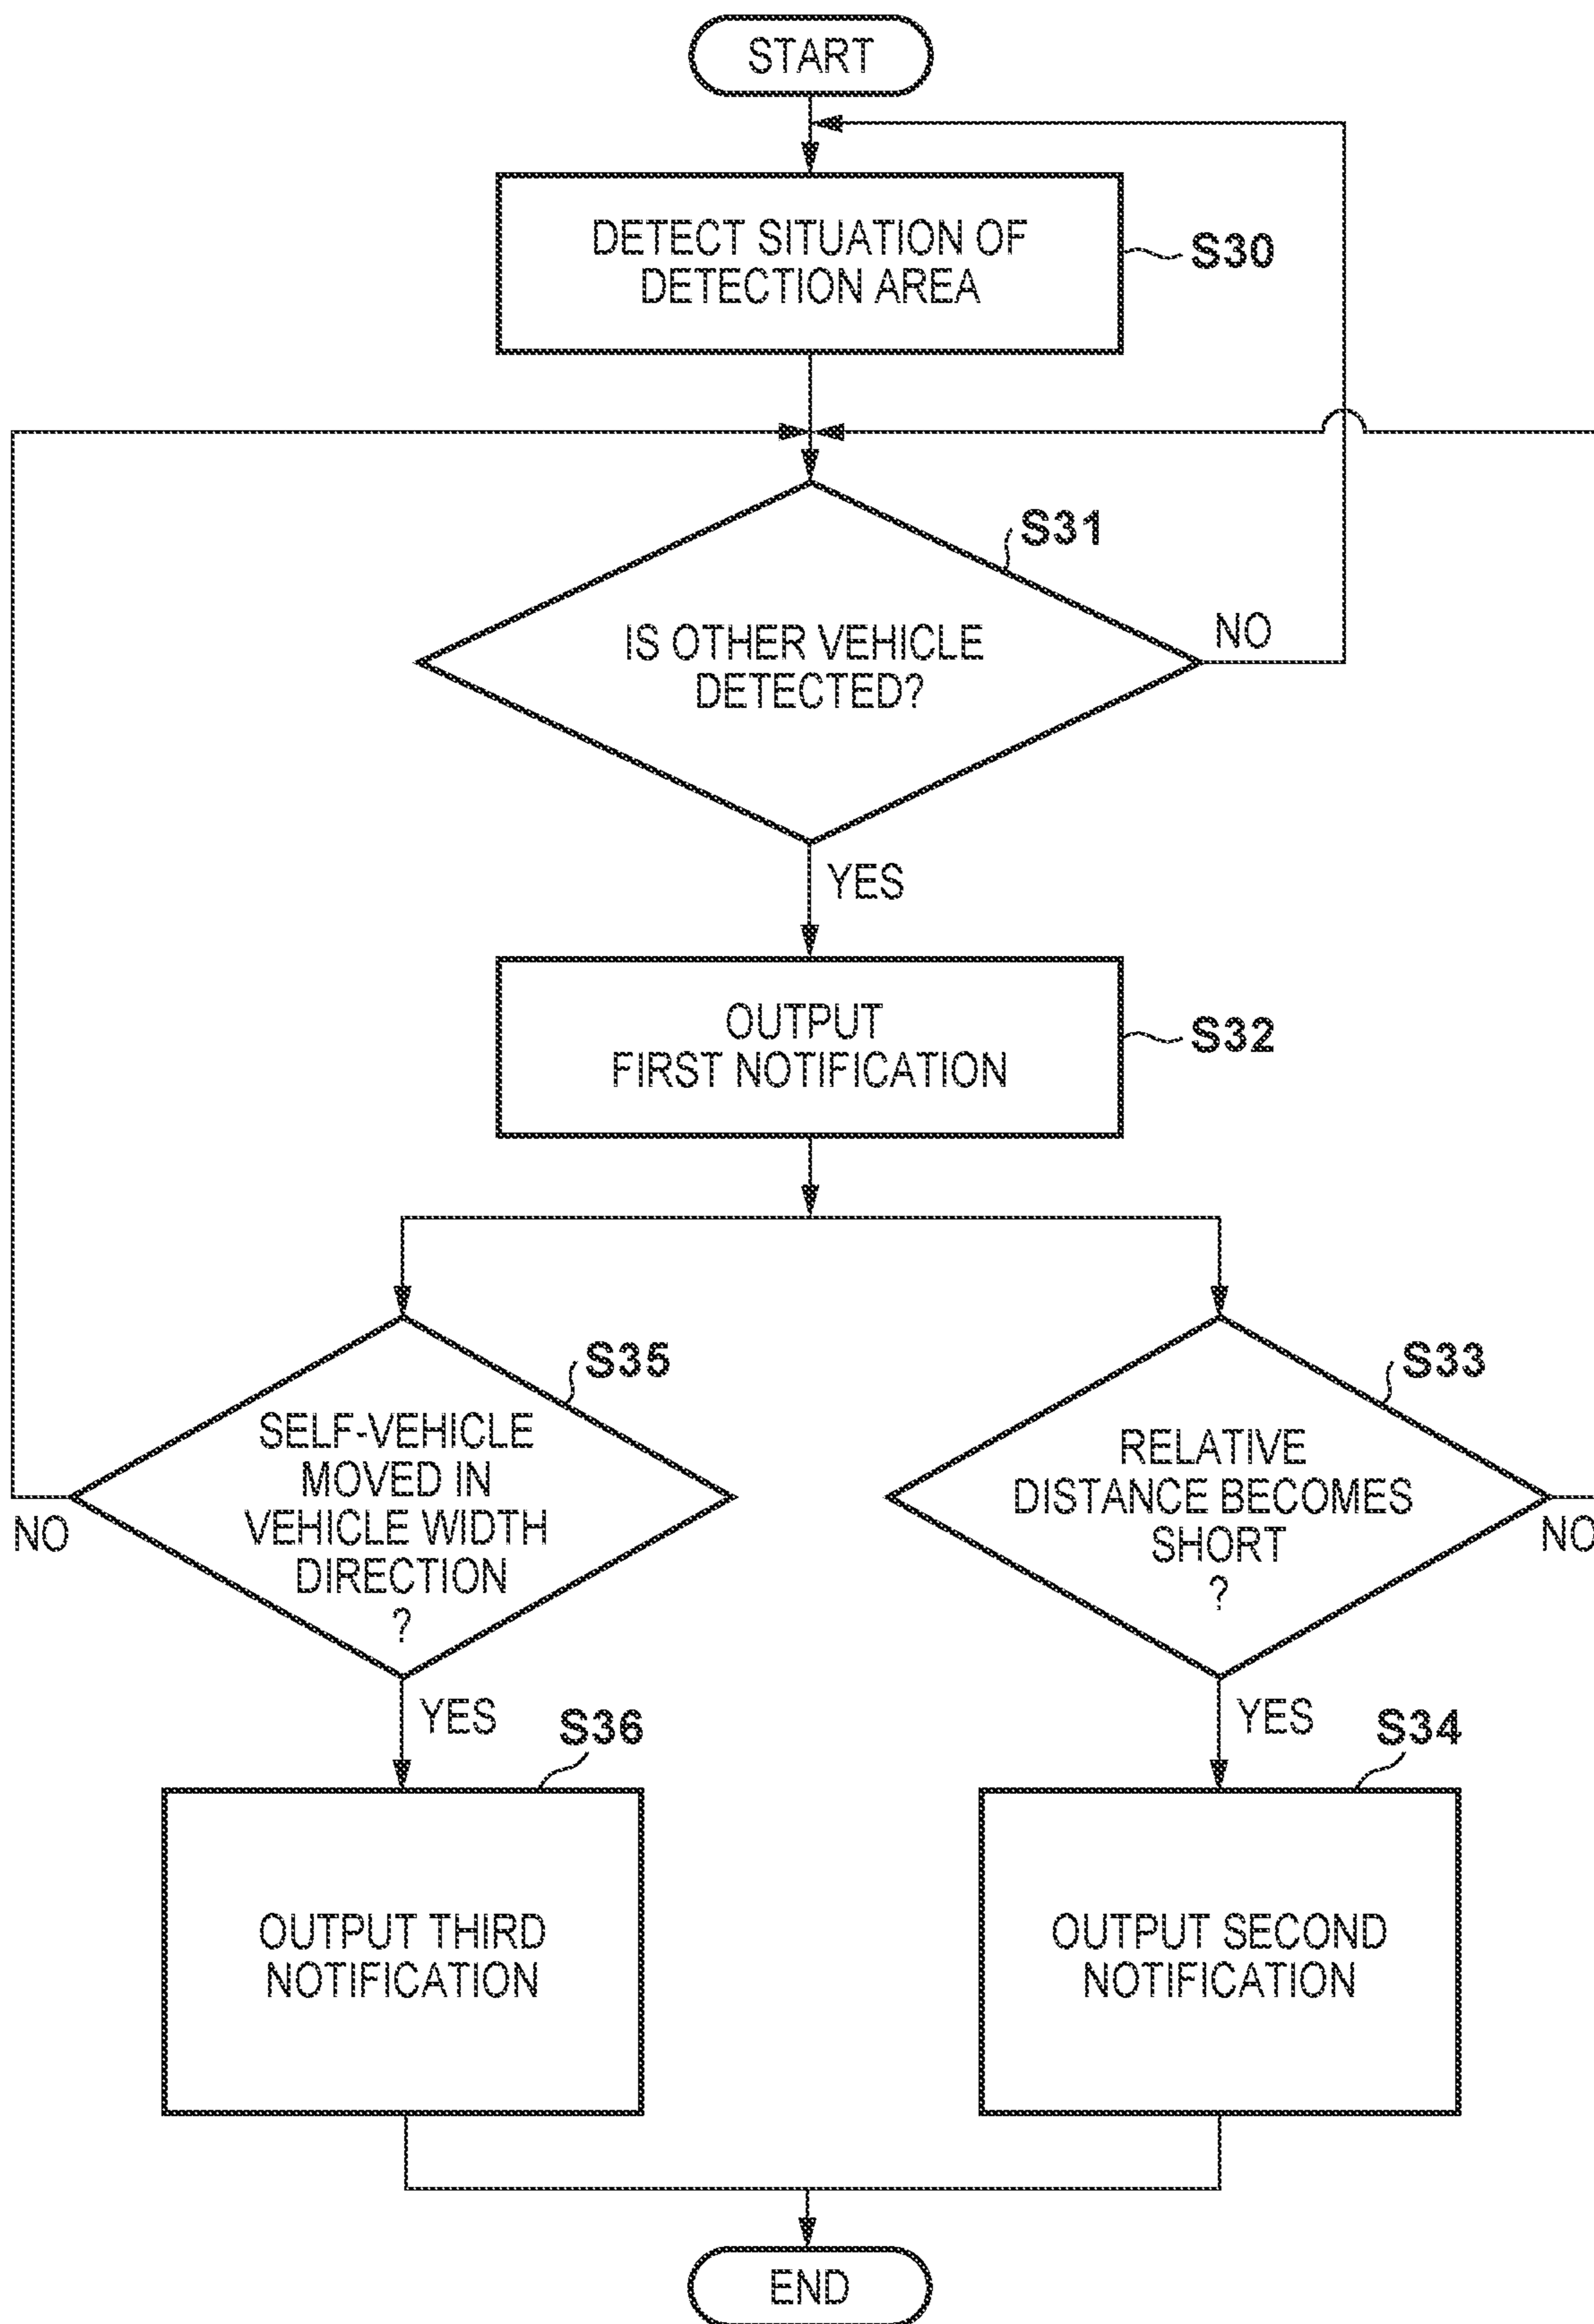 START
DETECT SITUATION OF
DETECTION AREA
S30
S31
IS OTHER VEHICLE
DETECTED?
NO
YES
OUTPUT
FIRST NOTIFICATION
S32
S35
SELF-VEHICLE
MOVED IN
VEHICLE WIDTH
DIRECTION
?
NO
YES
S33
RELATIVE
DISTANCE BECOMES
SHORT
?
NO
YES
S36
OUTPUT THIRD
NOTIFICATION
S34
OUTPUT SECOND
NOTIFICATION
END